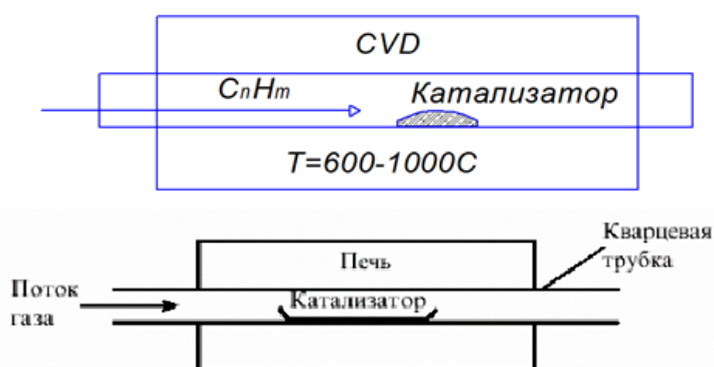 CVD
CnHm
Катализатор
T=600-1000C
Кварцевая
трубка
Печь
Поток
газа
Катализатор